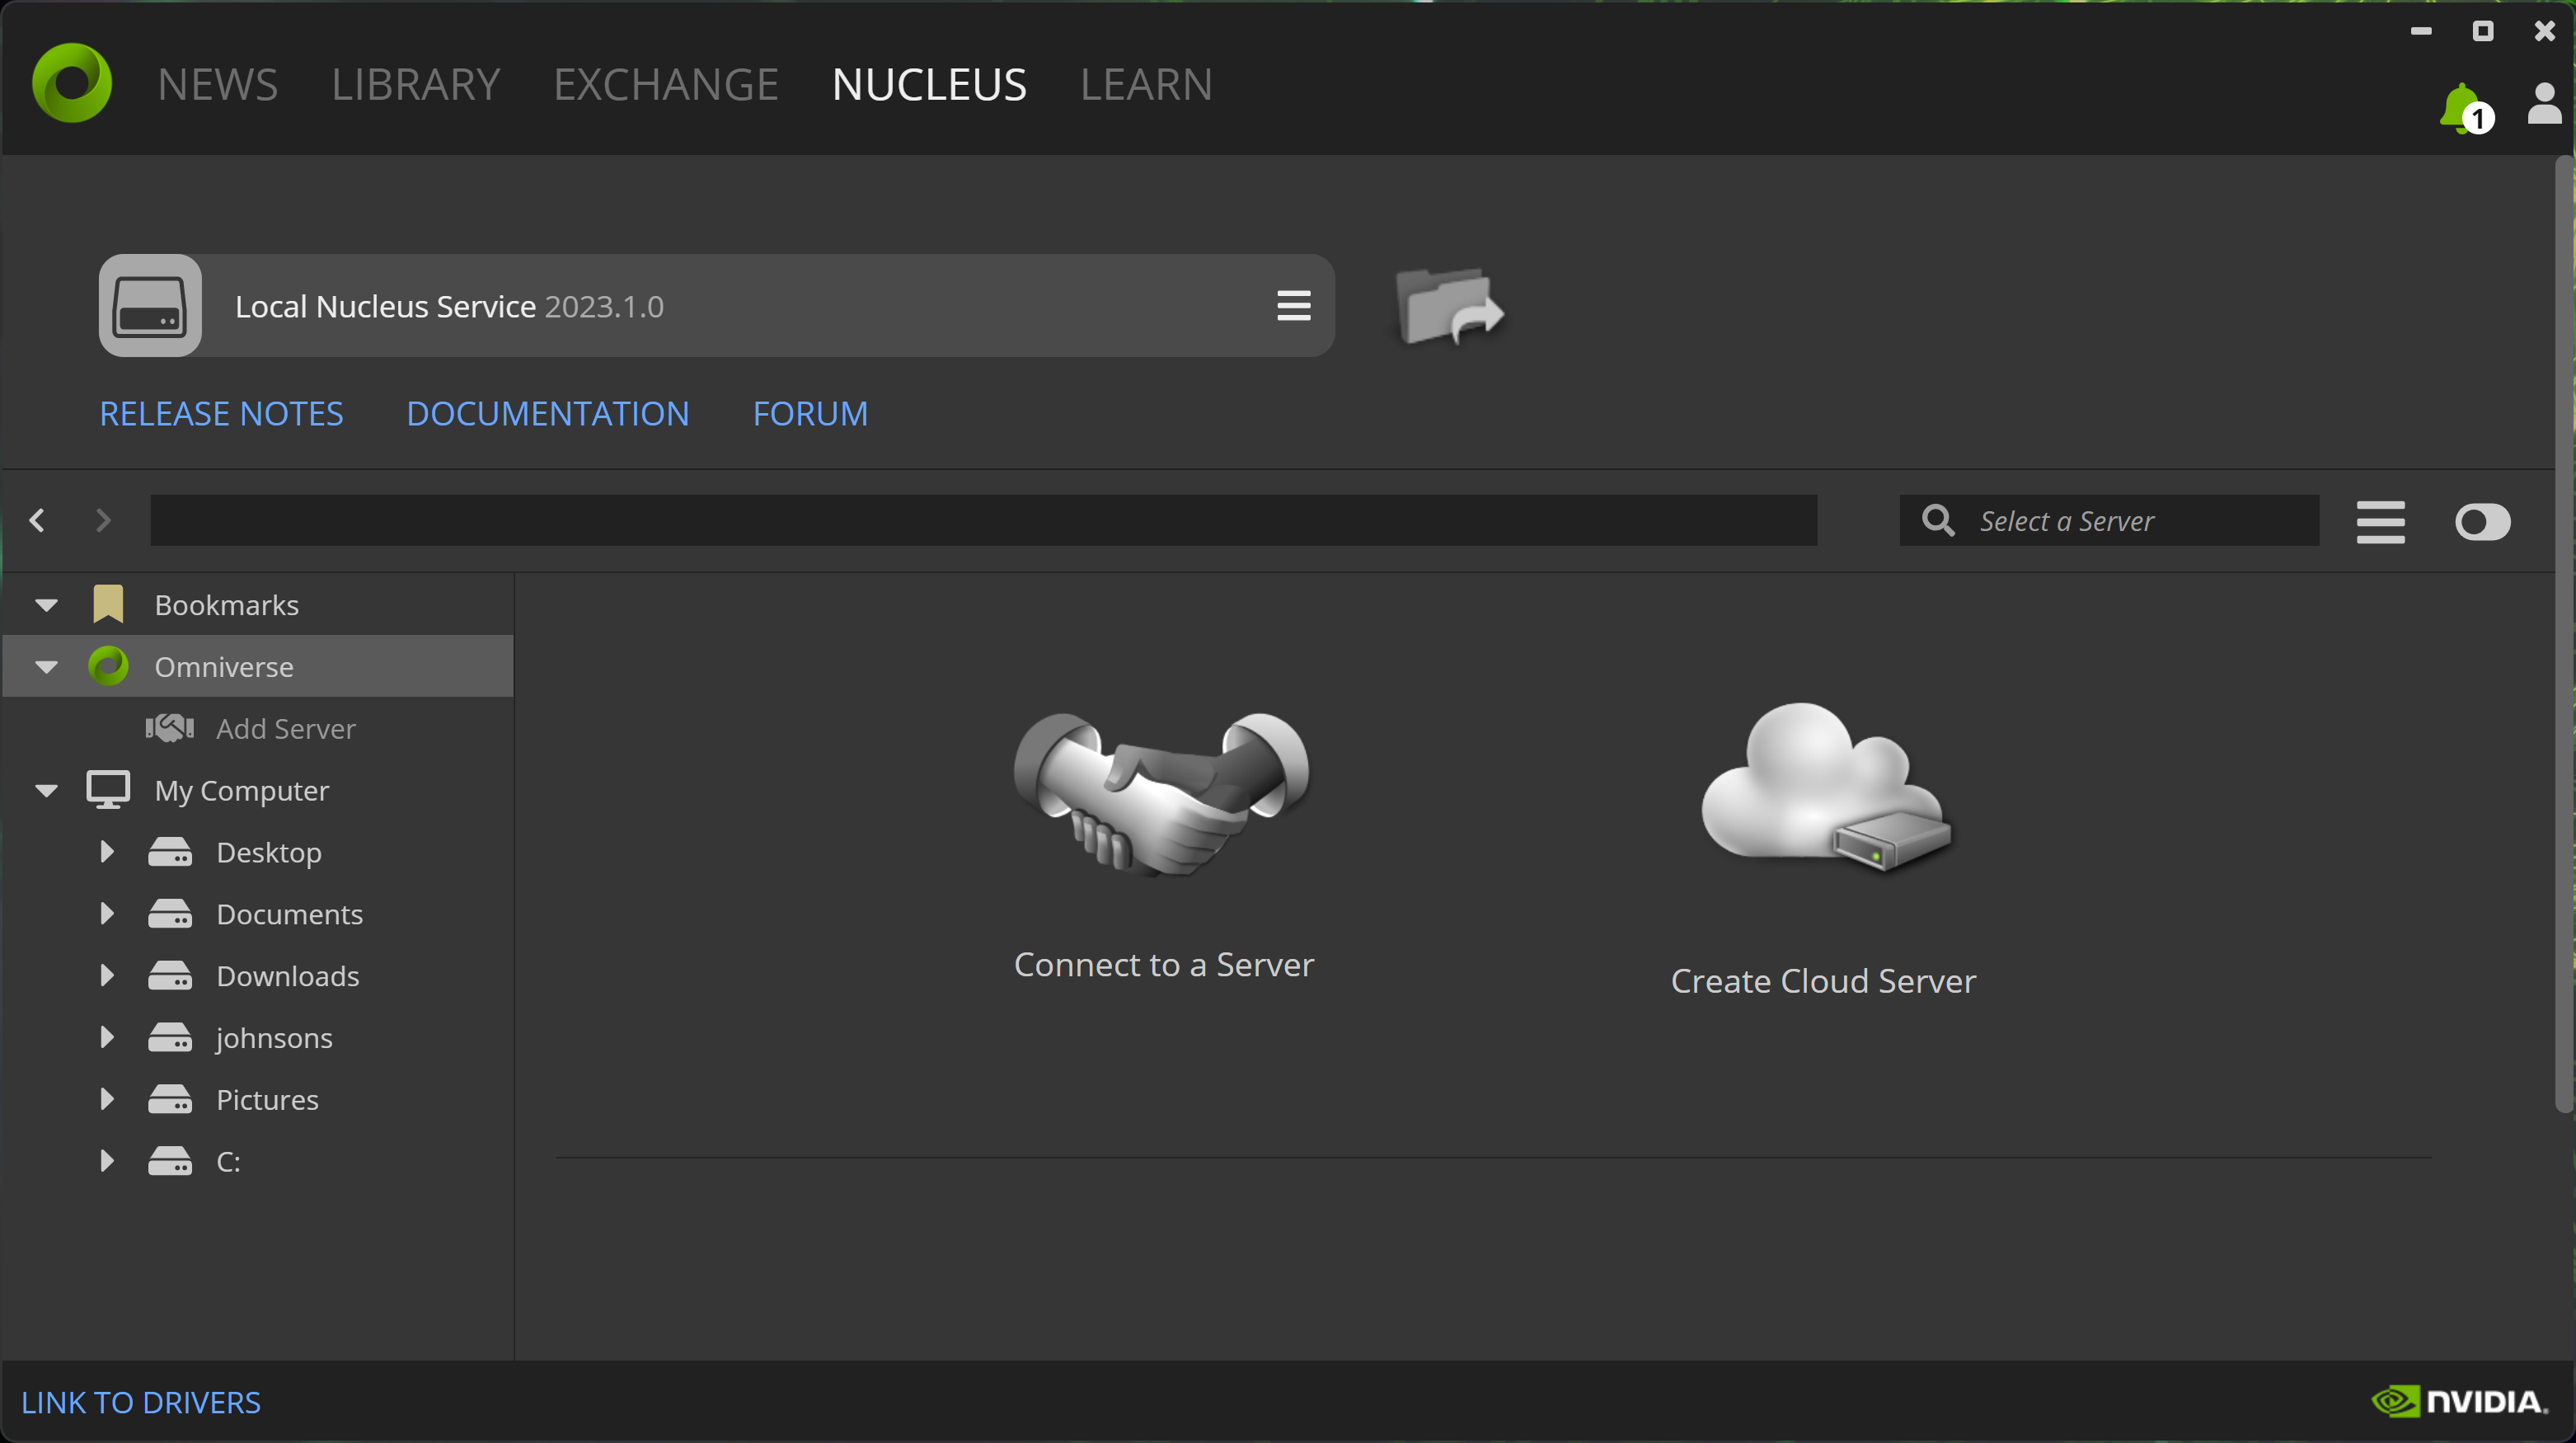 NEWS LIBRARY EXCHANGE NUCLEUS LEARN
1
Local Nucleus Service 2023.1.0
RELEASE NOTES DOCUMENTATION FORUM
Select a Server
Bookmarks
Omniverse
Add Server
My Computer
Desktop
Documents
Downloads
johnsons
Pictures
C:
Connect to a Server
Create Cloud Server
LINK TO DRIVERS
NVIDIA.